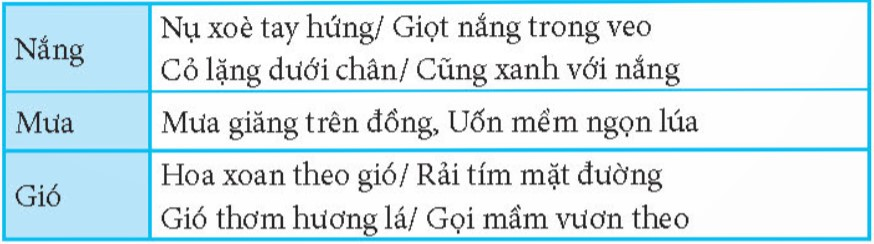 Nắng
Nụ xoè tay hứng/ Giọt nắng trong veo
Cỏ lặng dưới chân/ Cũng xanh với nắng
Mưa
Mưa giăng trên đồng, Uốn mềm ngọn lúa
Gió
Hoa xoan theo gió/ Rải tím mặt đường
Gió thơm hương lá/ Gọi mầm vươn theo